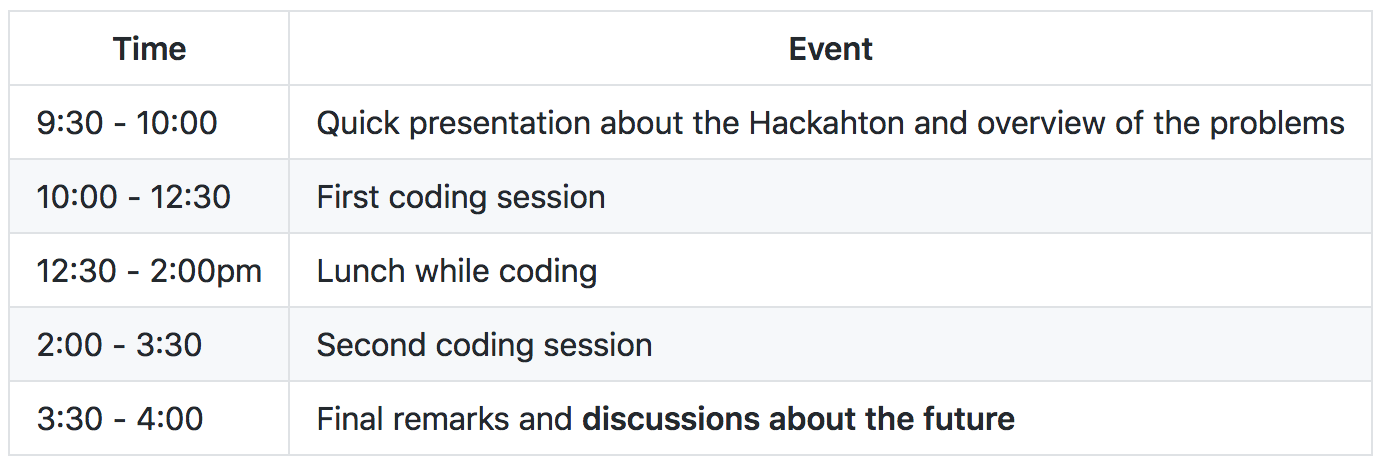 Time Event
9:30 - 10:00 Quick presentation about the Hackahton and overview of the problems
10:00 - 12:30 First coding session
12:30 - 2:00pm Lunch while coding
2:00 - 3:30 Second coding session
3:30 - 4:00 Final remarks and discussions about the future